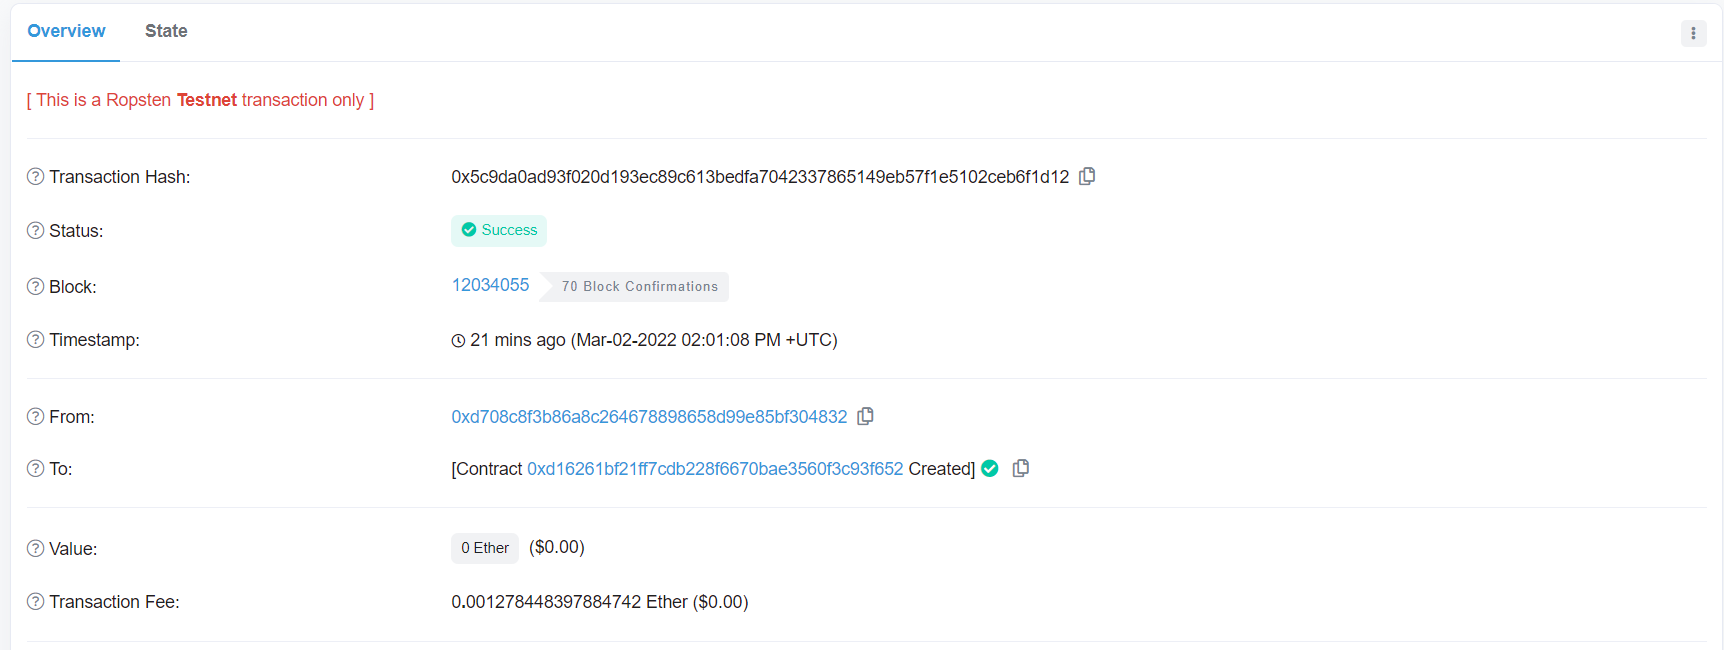 Overview State
[ This is a Ropsten Testnet transaction only ]
Transaction Hash: 0x5c9da0ad93f020d193ec89c613bedfa7042337865149eb57f1e5102ceb6f1d12
Status: Success
Block: 12034055 70 Block Confirmations
Timestamp: 21 mins ago (Mar-02-2022 02:01:08 PM +UTC)
From: 0xd708c8f3b86a8c264678898658d99e85bf304832
To: [Contract 0xd16261bf21ff7cdb228f6670bae3560f3c93f652 Created]
Value: 0 Ether ($0.00)
Transaction Fee: 0.001278448397884742 Ether ($0.00)